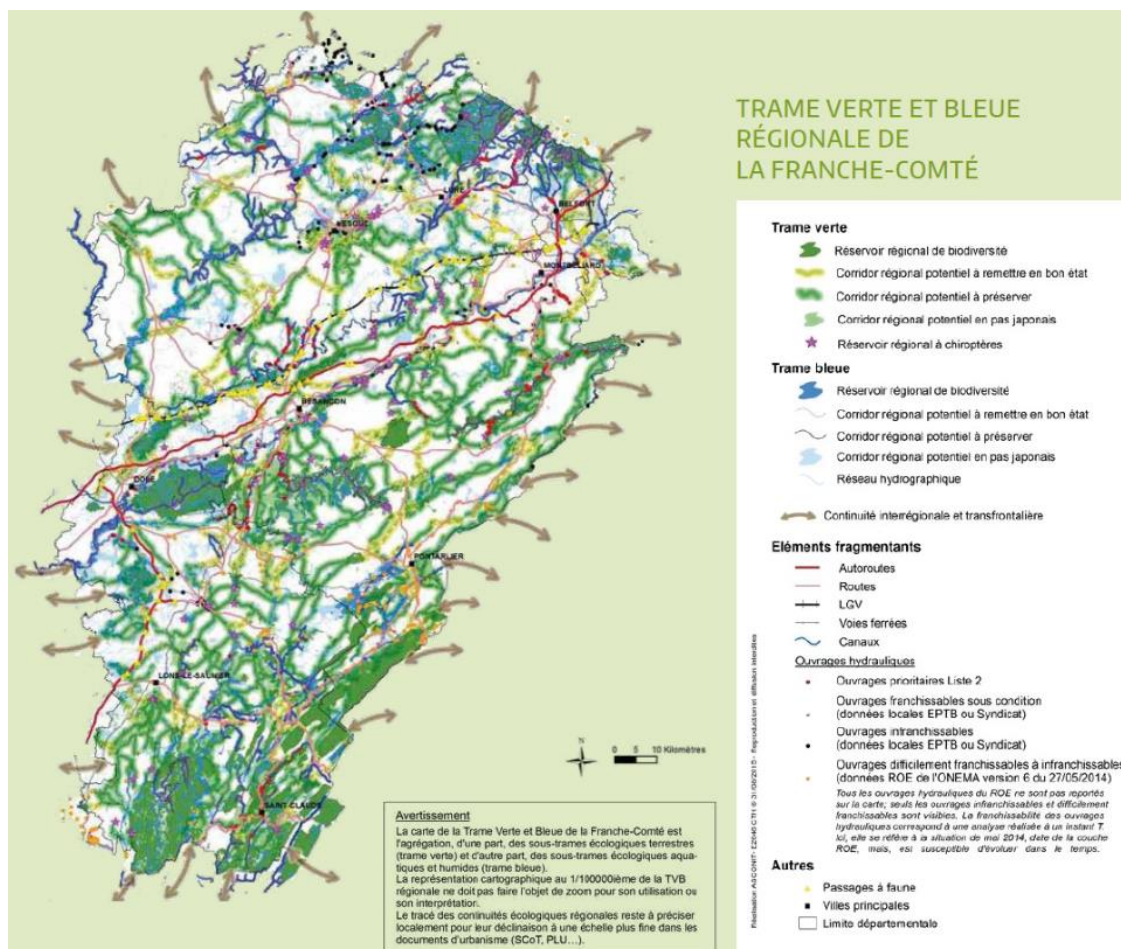 TRAME VERTE ET BLEUE
RÉGIONALE DE
LA FRANCHE-COMTÉ
Trame verte
Réservoir régional de biodiversité
Corridor régional potentiel à remettre en bon état
Corridor régional potentiel à préserver
Corridor régional potentiel en pas japonais
Réservoir régional à chiroptères
Trame bleue
Réservoir régional de biodiversité
Corridor régional potentiel à remettre en bon état
Corridor régional potentiel à préserver
Corridor régional potentiel en pas japonais
Réseau hydrographique
Continuité interrégionale et transfrontalière
Eléments fragmentants
Autoroutes
Routes
LGV
Voies ferrées
Canaux
Ouvrages hydrauliques
Ouvrages prioritaires Liste 2
Ouvrages franchissables sous condition
(données locales EPTB ou Syndicat)
Ouvrages infranchissables
(données locales EPTB ou Syndicat)
Ouvrages difficilement franchissables à infranchissables
(données ROE de l'ONEMA version 6 du 27/05/2014)
Tous les ouvrages hydrauliques du ROE ne sont pas reportés
sur la carte; seuls les ouvrages infranchissables et difficilement
franchissables sont visibles. La franchissabilité des ouvrages
hydrauliques correspond à une analyse réalisée à un instant T.
Ici, elle se réfère à la situation de mai 2014, date de la couche
ROE, mais, est susceptible d'évoluer dans le temps.
Autres
Passages à faune
Villes principales
Limite départementale
LURE
BELFORT
VESOUL
MONTBELIARD
BESANCON
DOLE
PONTARLIER
LONS-LE-SAUNIER
SAINT-CLAUDE
N
0 5 10 Kilomètres
Avertissement
La carte de la Trame Verte et Bleue de la Franche-Comté est
l'agrégation, d'une part, des sous-trames écologiques terrestres
(trame verte) et d'autre part, des sous-trames écologiques aqua-
tiques et humides (trame bleue).
La représentation cartographique au 1/100000ième de la TVB
régionale ne doit pas faire l'objet de zoom pour son utilisation ou
son interprétation.
Le tracé des continuités écologiques régionales reste à préciser
localement pour leur déclinaison à une échelle plus fine dans les
documents d'urbanisme (SCoT, PLU...).
Reproduction et diffusion interdites